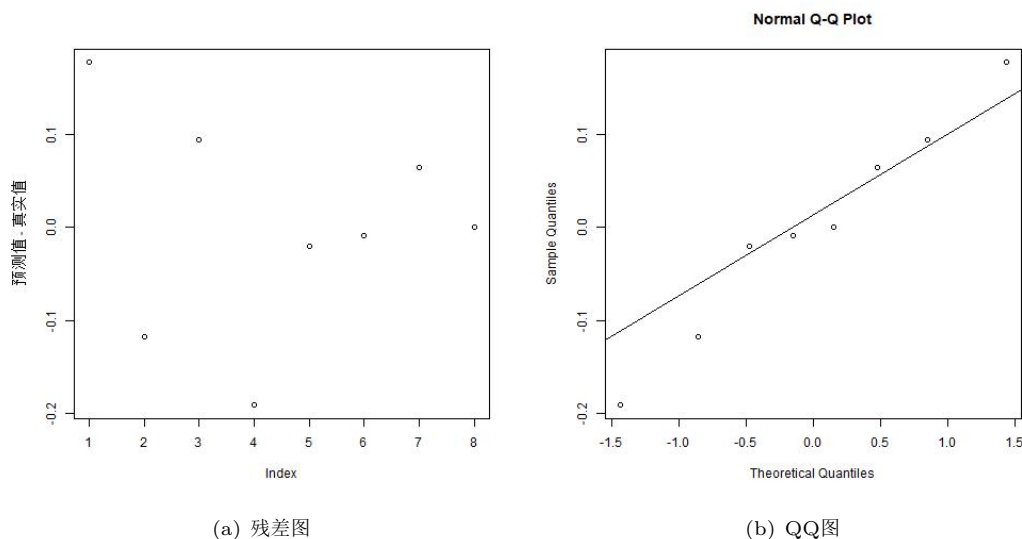 Normal Q-Q Plot
预测值 - 真实值
0.1
0.0
-0.1
-0.2
1 2 3 4 5 6 7 8
Index
Sample Quantiles
0.1
0.0
-0.1
-0.2
-1.5 -1.0 -0.5 0.0 0.5 1.0 1.5
Theoretical Quantiles
(a) 残差图
(b) QQ图